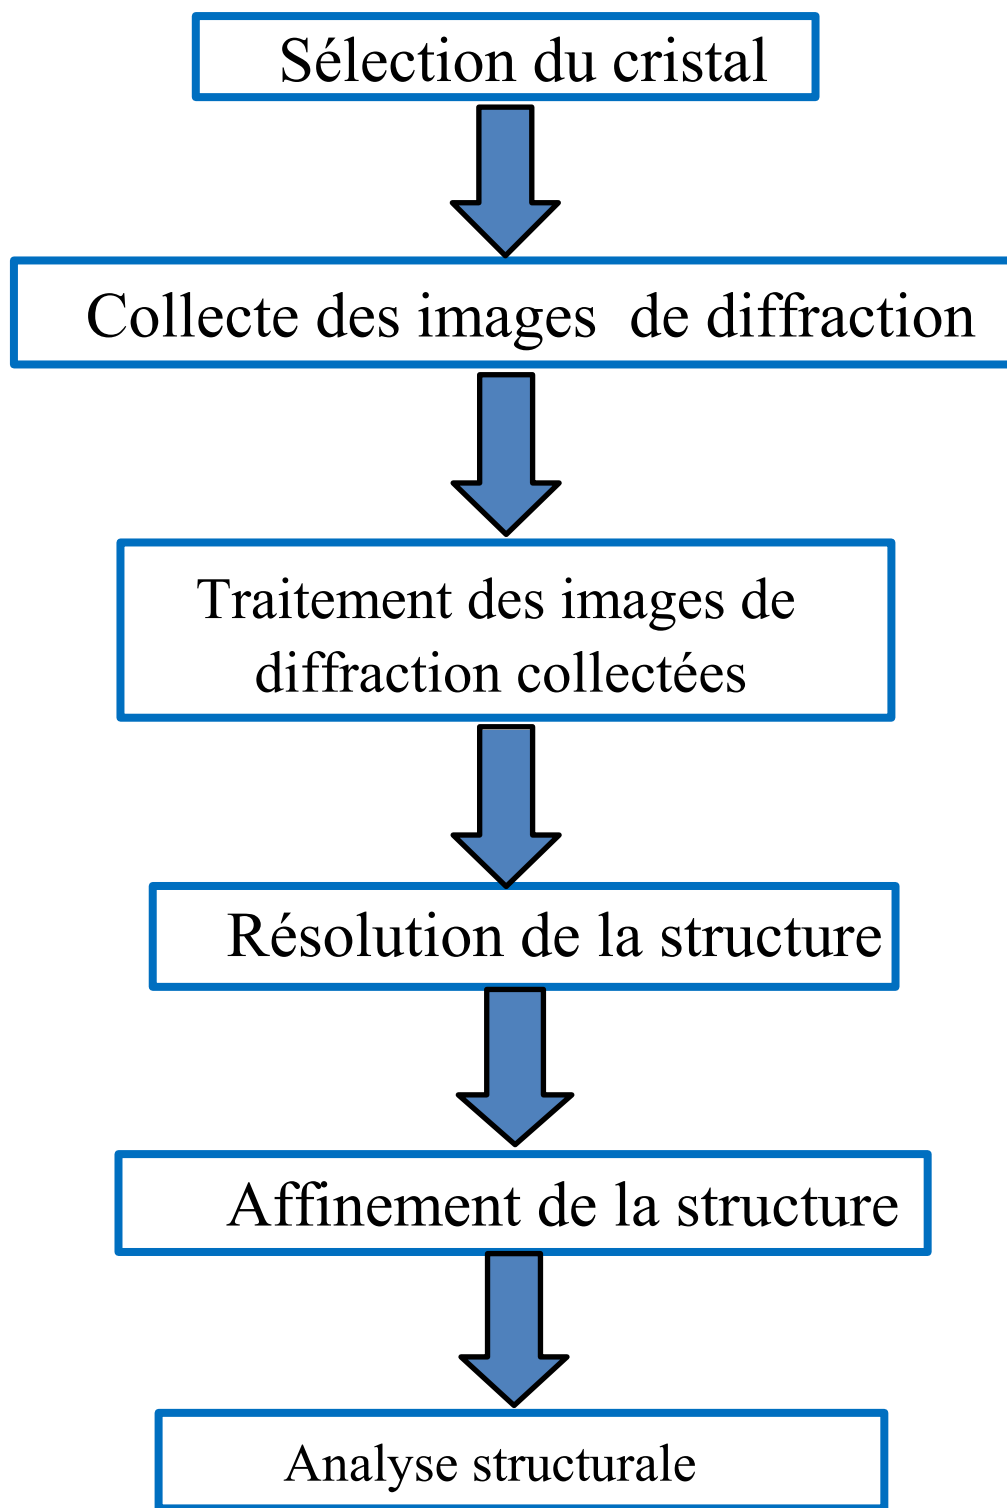 Sélection du cristal
Collecte des images de diffraction
Traitement des images de
diffraction collectées
Résolution de la structure
Affinement de la structure
Analyse structurale